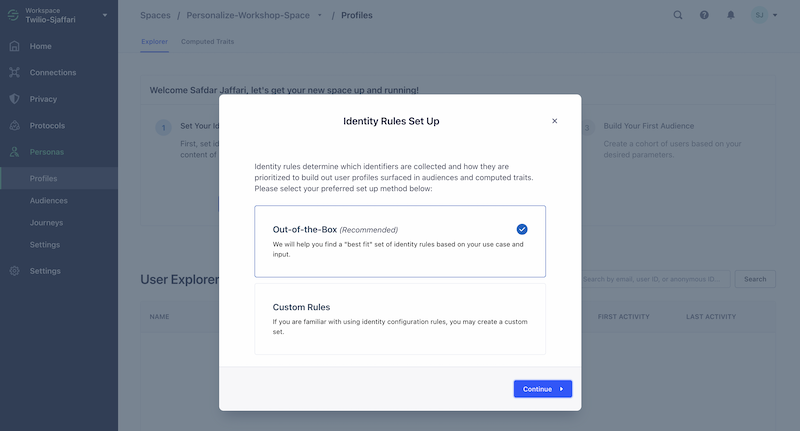 Workspace
Twilio-Sjaffari
Home
Connections
Privacy
Protocols
Personas
Profiles
Audiences
Journeys
Settings
Settings
Spaces / Personalize-Workshop-Space / Profiles
SJ
Explorer Computed Traits
Welcome Safdar Jaffari, let's get your new space up and running!
1 Set Your Id
First, set id
content of
3 Build Your First Audience
Create a cohort of users based on your
desired parameters.
User Explorer
Search by email, user ID, or anonymous ID...
Search
NAME FIRST ACTIVITY LAST ACTIVITY
Identity Rules Set Up
Identity rules determine which identifiers are collected and how they are
prioritized to build out user profiles surfaced in audiences and computed traits.
Please select your preferred set up method below:
Out-of-the-Box (Recommended)
We will help you find a "best fit" set of identity rules based on your use case and
input.
Custom Rules
If you are familiar with using identity configuration rules, you may create a custom
set.
Continue